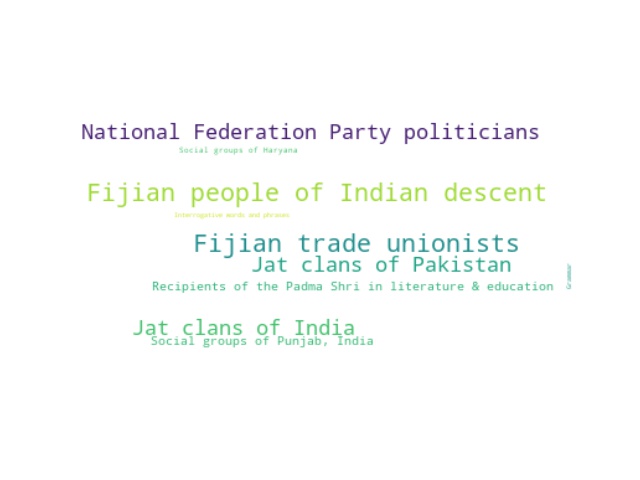 National Federation Party politicians
Social groups of Haryana
Fijian people of Indian descent
Interrogative words and phrases
Fijian trade unionists
Jat clans of Pakistan
Recipients of the Padma Shri in literature & education
Jat clans of India
Social groups of Punjab, India